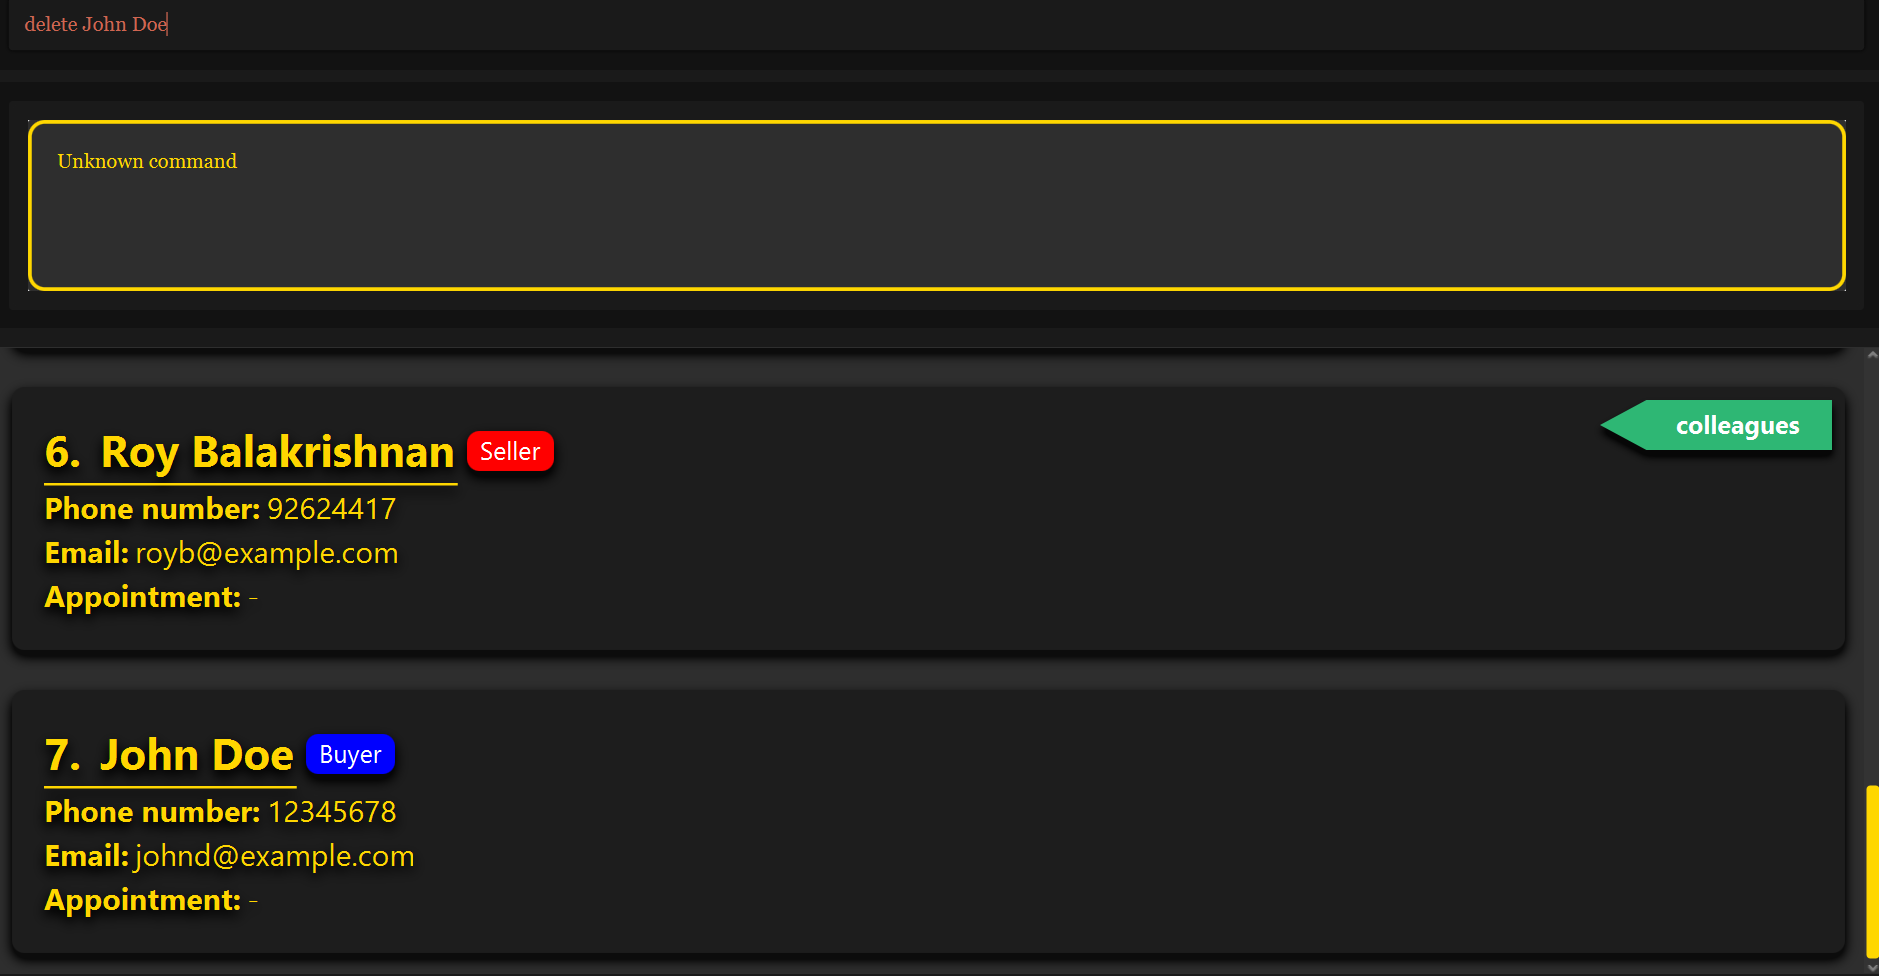 delete John Doe
Unknown command
colleagues
6. Roy Balakrishnan Seller
Phone number: 92624417
Email: royb@example.com
Appointment: -
7. John Doe Buyer
Phone number: 12345678
Email: johnd@example.com
Appointment: -